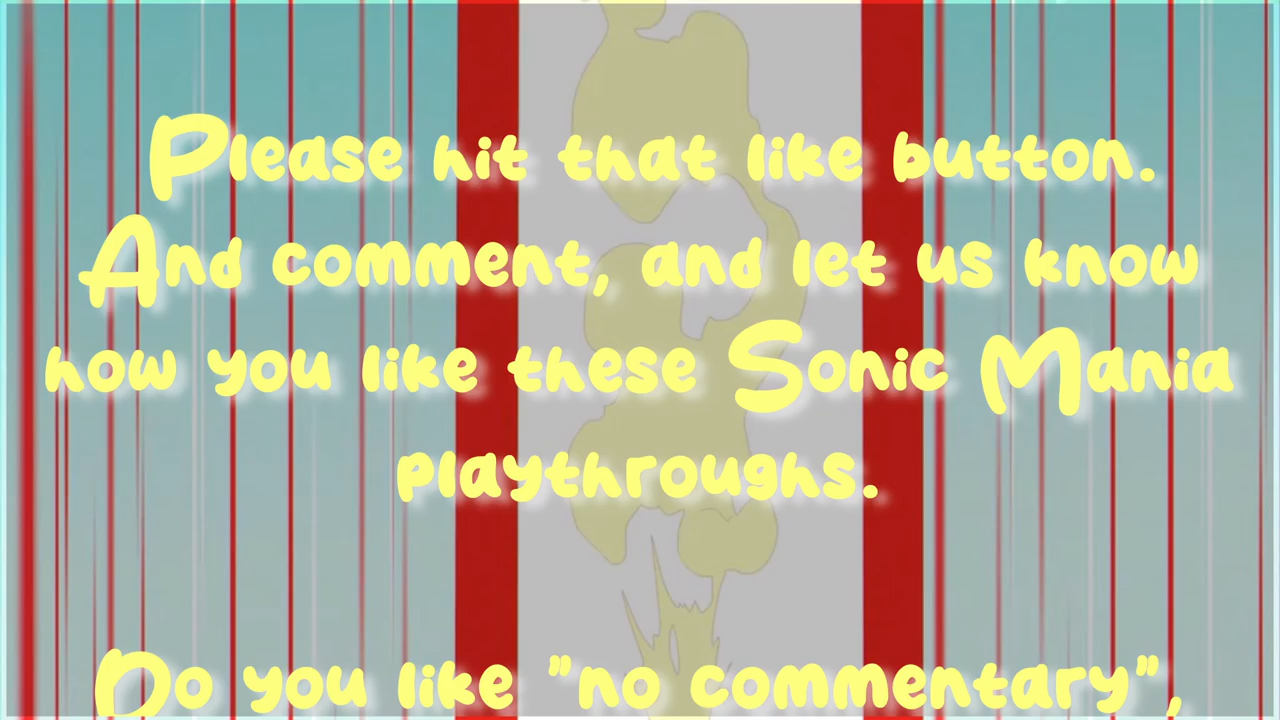 Please hit that like button.
And comment, and let us know
how you like these Sonic Mania
playthroughs.
Do you like "no commentary",